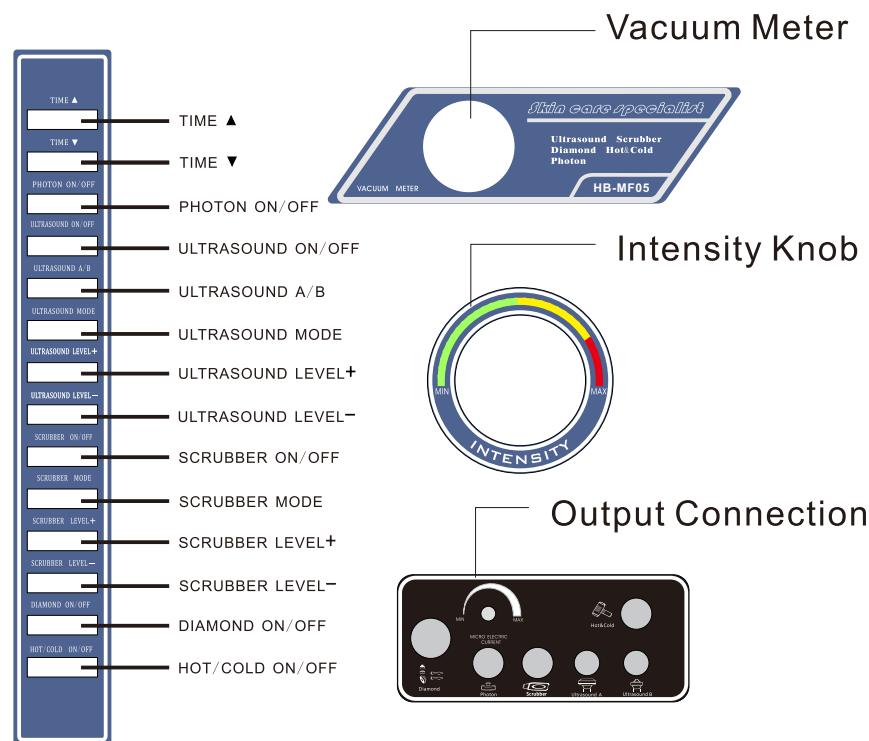 Vacuum Meter
TIME ▲
TIME ▲
TIME ▼
TIME ▼
PHOTON ON/OFF
PHOTON ON/OFF
ULTRASOUND ON/OFF
ULTRASOUND ON/OFF
ULTRASOUND A/B
ULTRASOUND A/B
ULTRASOUND MODE
ULTRASOUND MODE
ULTRASOUND LEVEL+
ULTRASOUND LEVEL+
ULTRASOUND LEVEL-
ULTRASOUND LEVEL-
SCRUBBER ON/OFF
SCRUBBER ON/OFF
SCRUBBER MODE
SCRUBBER MODE
SCRUBBER LEVEL+
SCRUBBER LEVEL+
SCRUBBER LEVEL-
SCRUBBER LEVEL-
DIAMOND ON/OFF
DIAMOND ON/OFF
HOT/COLD ON/OFF
HOT/COLD ON/OFF
Skin care specialist
Ultrasound Scrubber
Diamond Hot&Cold
Photon
VACUUM METER
HB-MF05
Intensity Knob
MIN
MAX
INTENSITY
Output Connection
MIN
MAX
MICRO ELECTRIC
CURRENT
Hot&Cold
Diamond
Photon
Scrubber
Ultrasound A
Ultrasound B